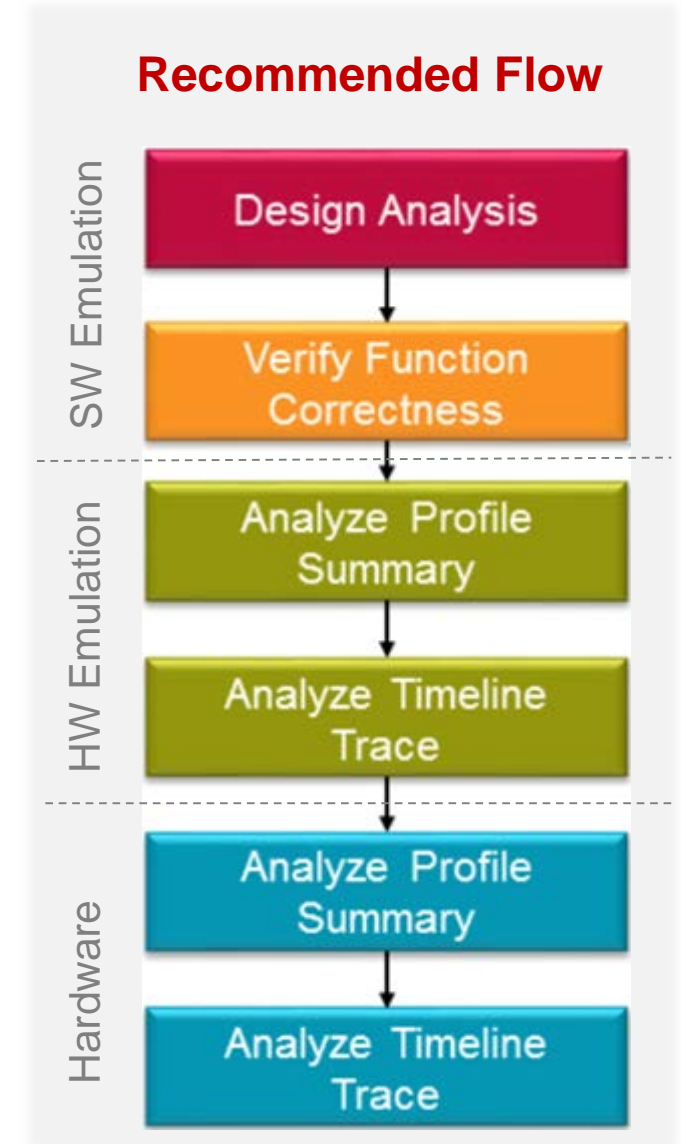 Recommended Flow
SW Emulation
Design Analysis
Verify Function
Correctness
HW Emulation
Analyze Profile
Summary
Analyze Timeline
Trace
Hardware
Analyze Profile
Summary
Analyze Timeline
Trace